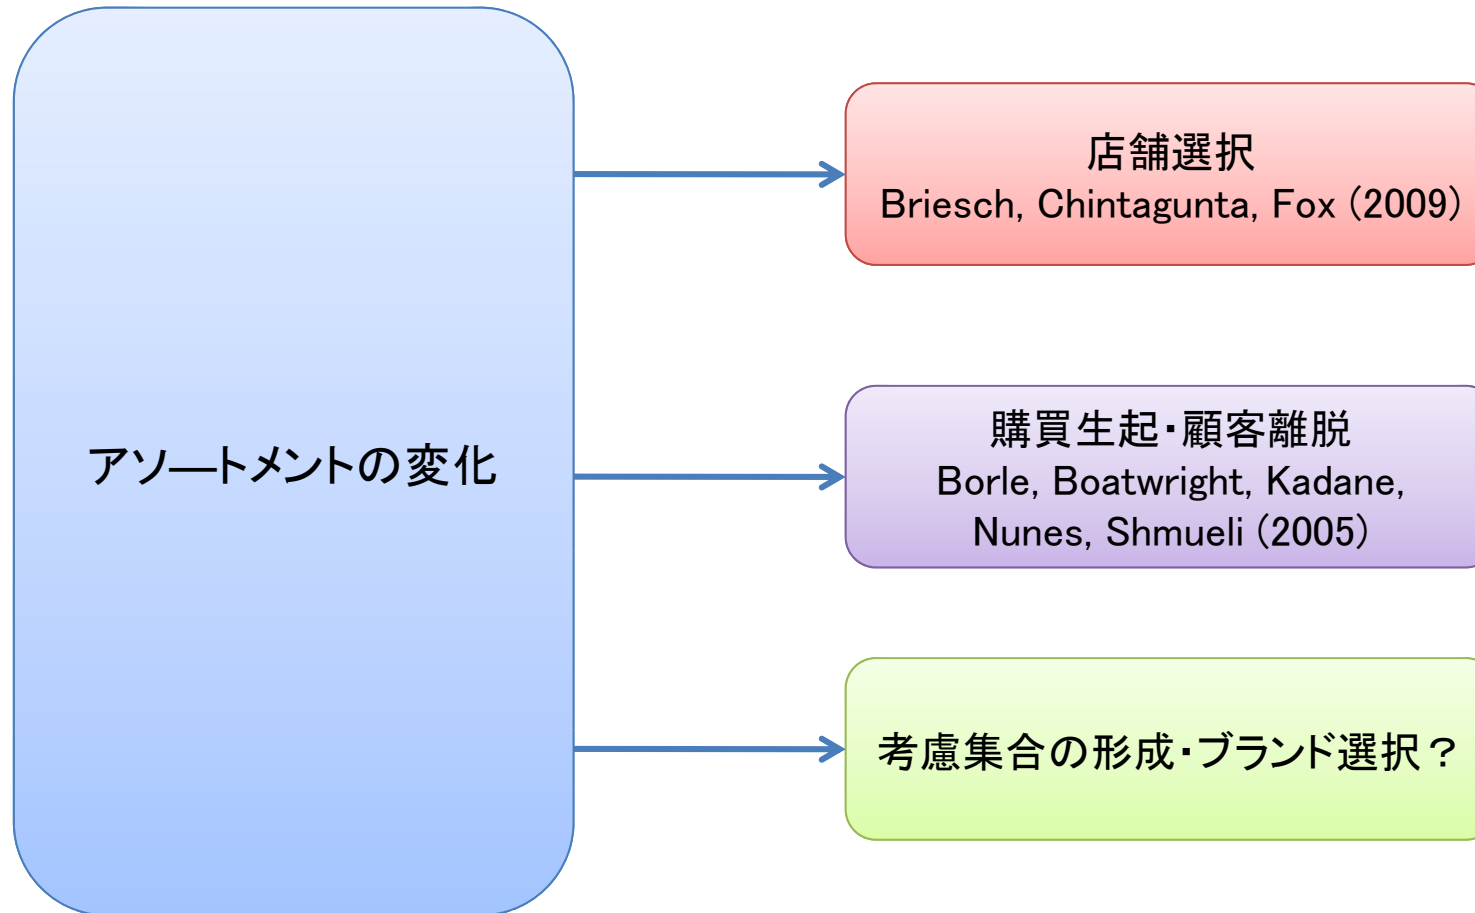 アソートメントの変化
店舗選択
Briesch, Chintagunta, Fox (2009)
購買生起・顧客離脱
Borle, Boatwright, Kadane,
Nunes, Shmueli (2005)
考慮集合の形成・ブランド選択？